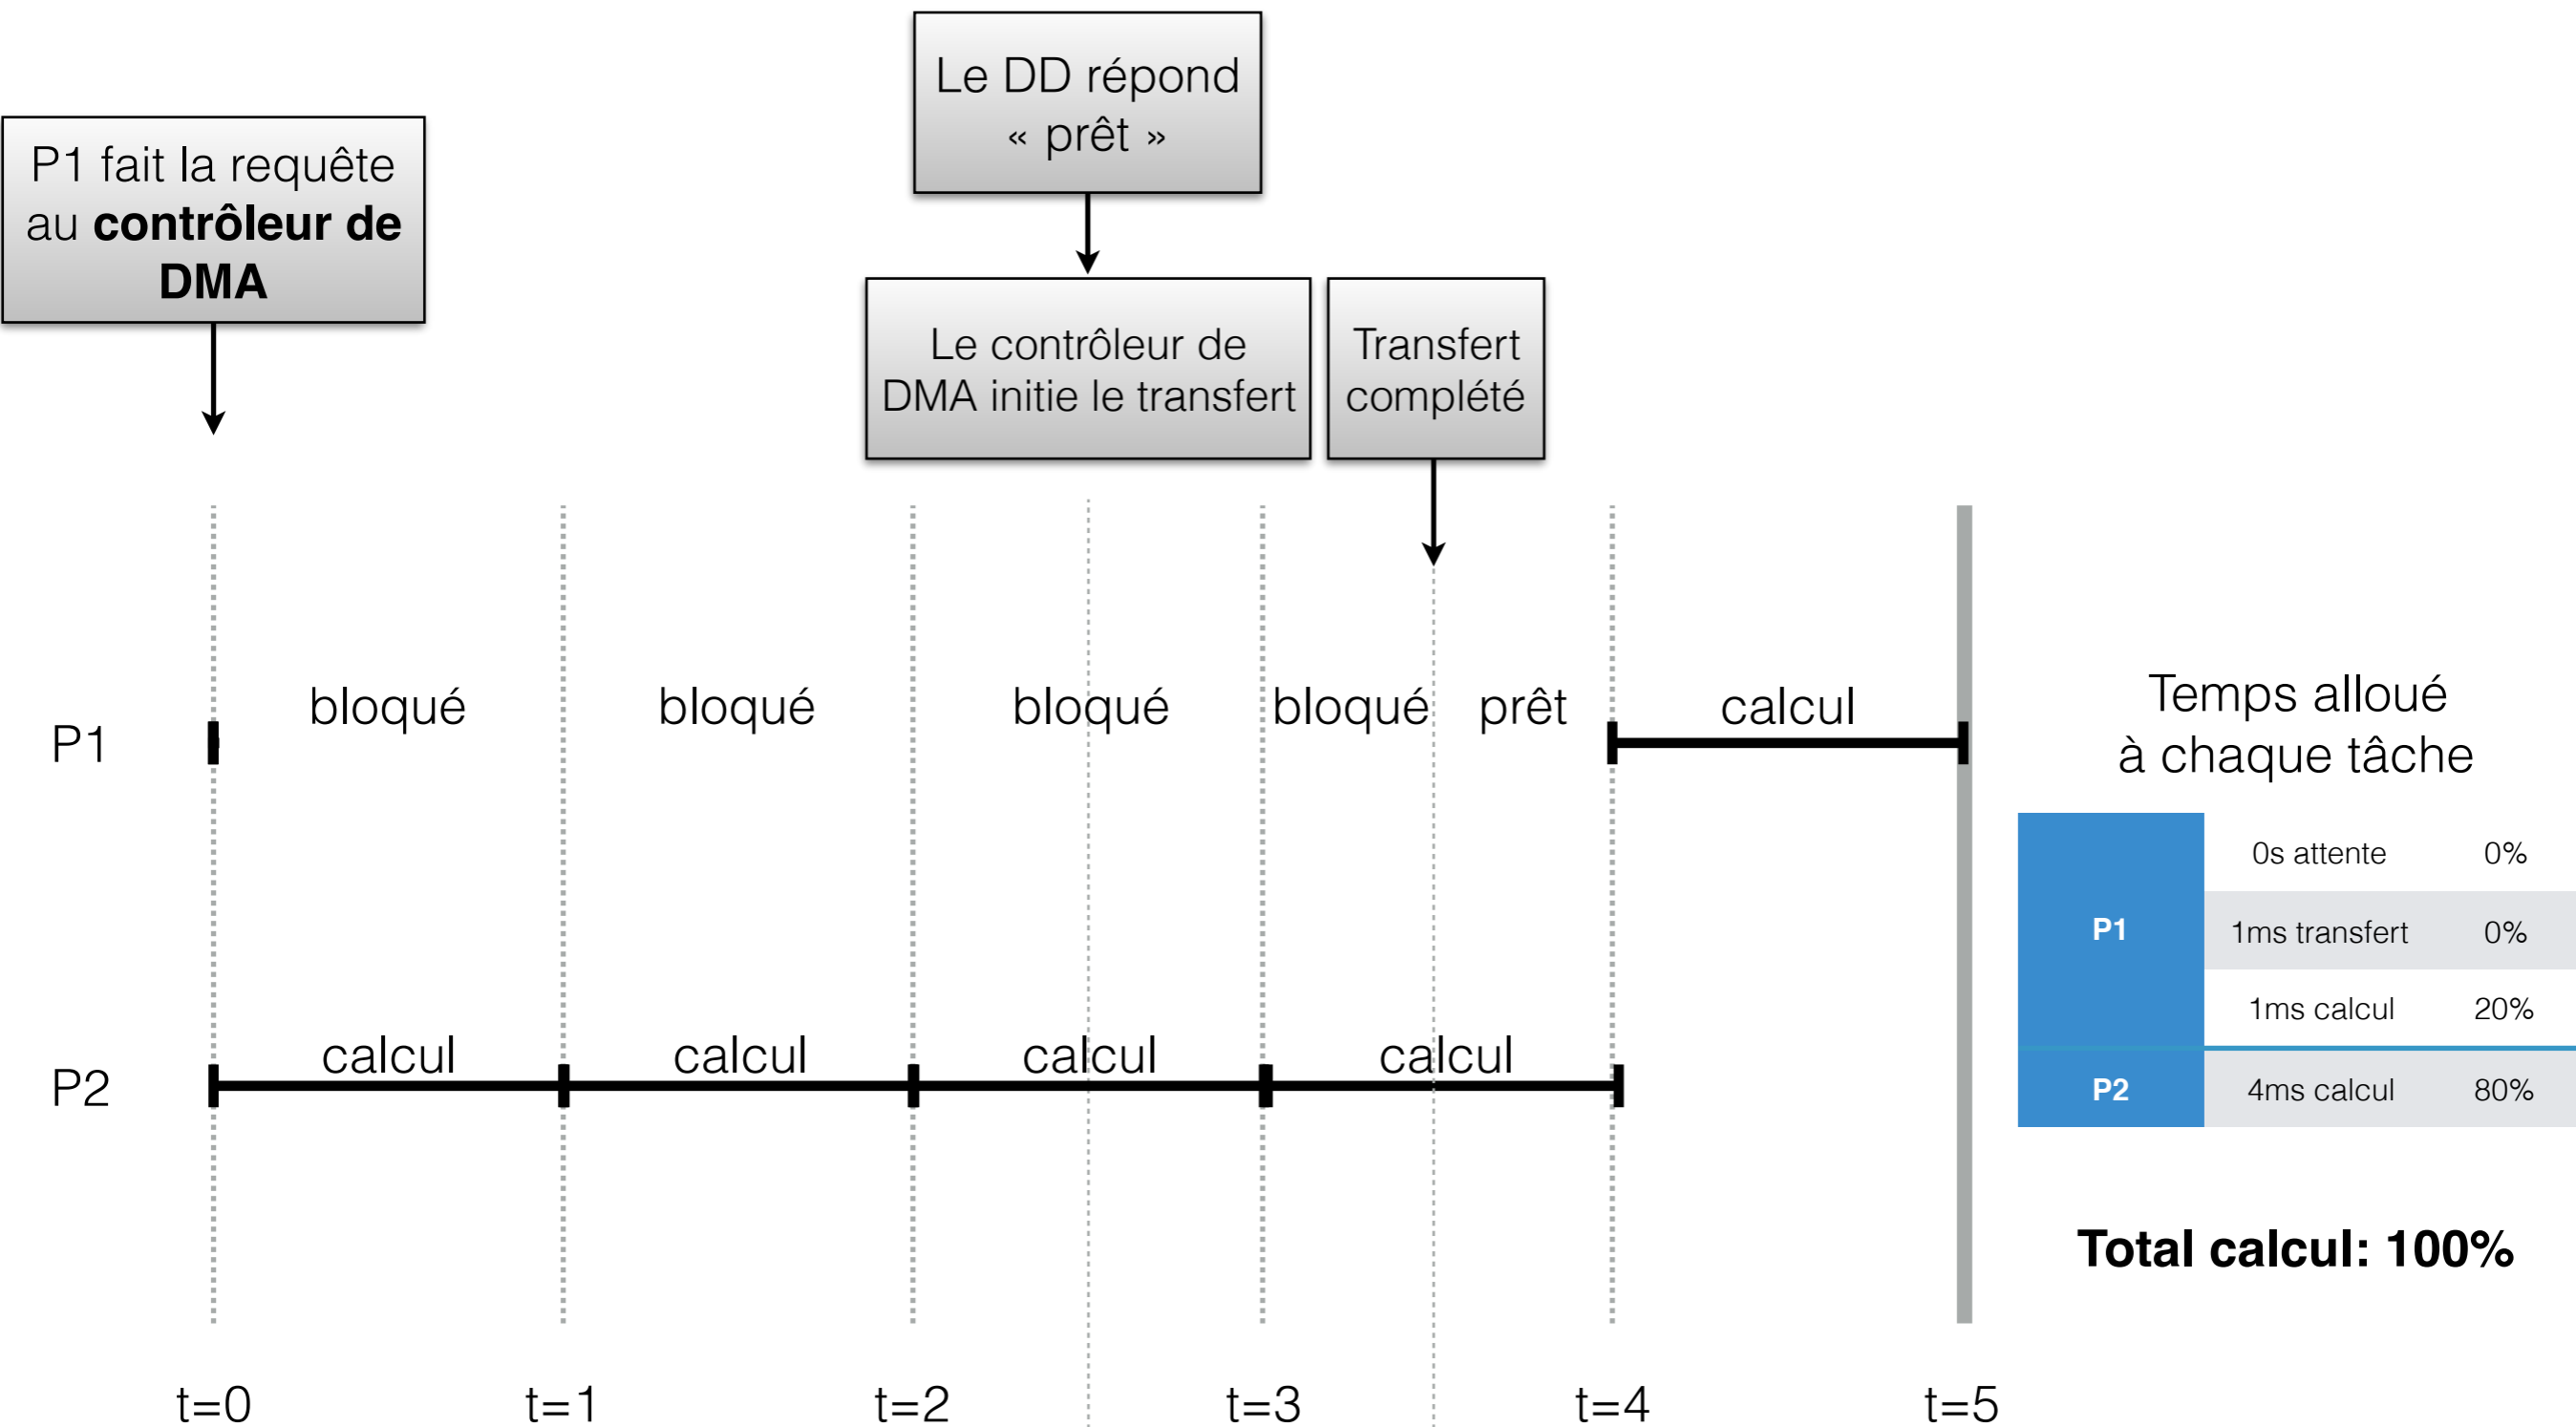 Le DD répond
« prêt »
P1 fait la requête
au contrôleur de
DMA
Le contrôleur de
DMA initie le transfert
Transfert
complété
P1
bloqué
bloqué
bloqué
bloqué
prêt
calcul
P2
calcul
calcul
calcul
calcul
t=0
t=1
t=2
t=3
t=4
t=5
Temps alloué
à chaque tâche
P1
0s attente 0%
1ms transfert 0%
1ms calcul 20%
P2 4ms calcul 80%
Total calcul: 100%